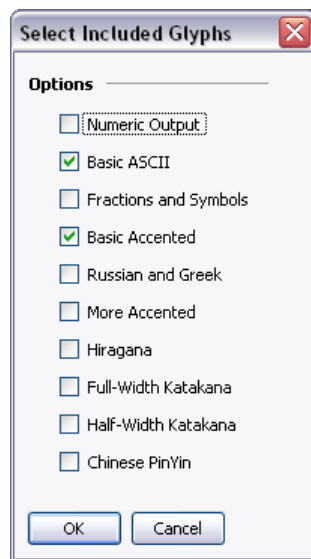 Select Included Glyphs
Options
Numeric Output
Basic ASCII
Fractions and Symbols
Basic Accented
Russian and Greek
More Accented
Hiragana
Full-Width Katakana
Half-Width Katakana
Chinese PinYin
OK Cancel